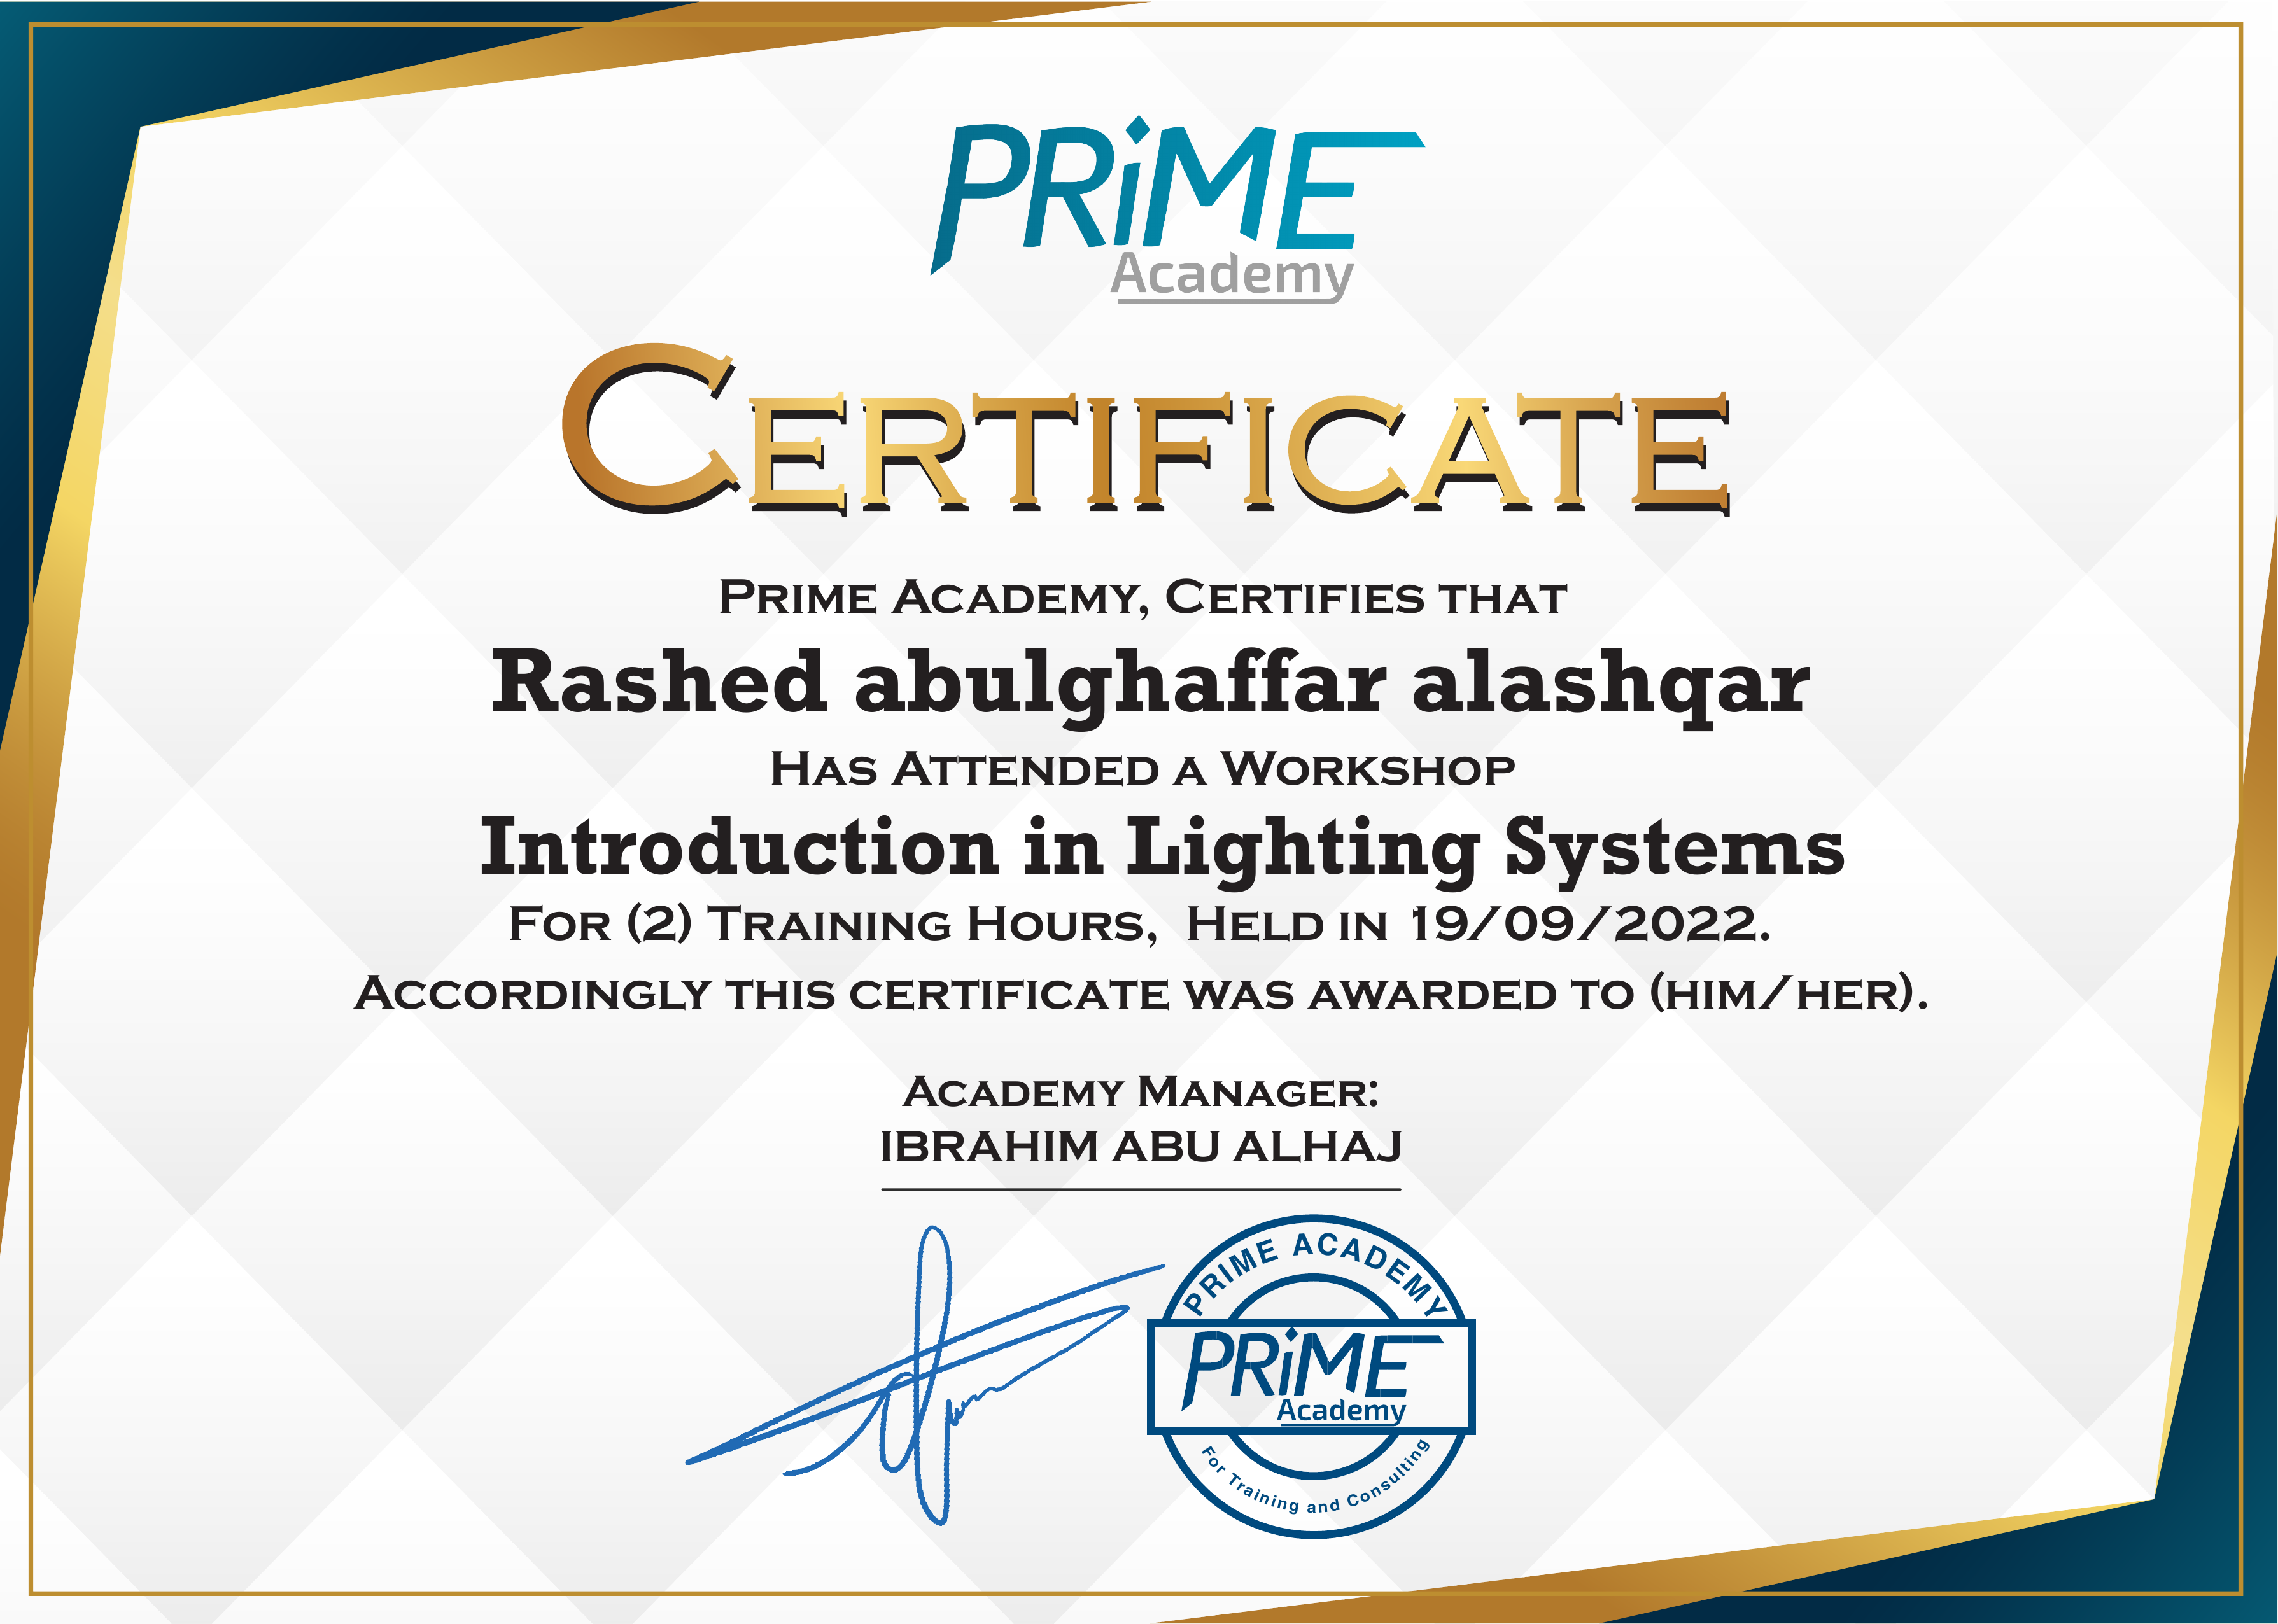 PRiME
Academy
CERTIFICATE
PRIME ACADEMY, CERTIFIES THAT
Rashed abulghaffar alashqar
HAS ATTENDED A WORKSHOP
Introduction in Lighting Systems
FOR (2) TRAINING HOURS, HELD IN 19/09/2022.
ACCORDINGLY THIS CERTIFICATE WAS AWARDED TO (HIM/HER).
ACADEMY MANAGER:
IBRAHIM ABU ALHAJ
PRIME ACADEMY
PRiME
Academy
For Training and Consulting